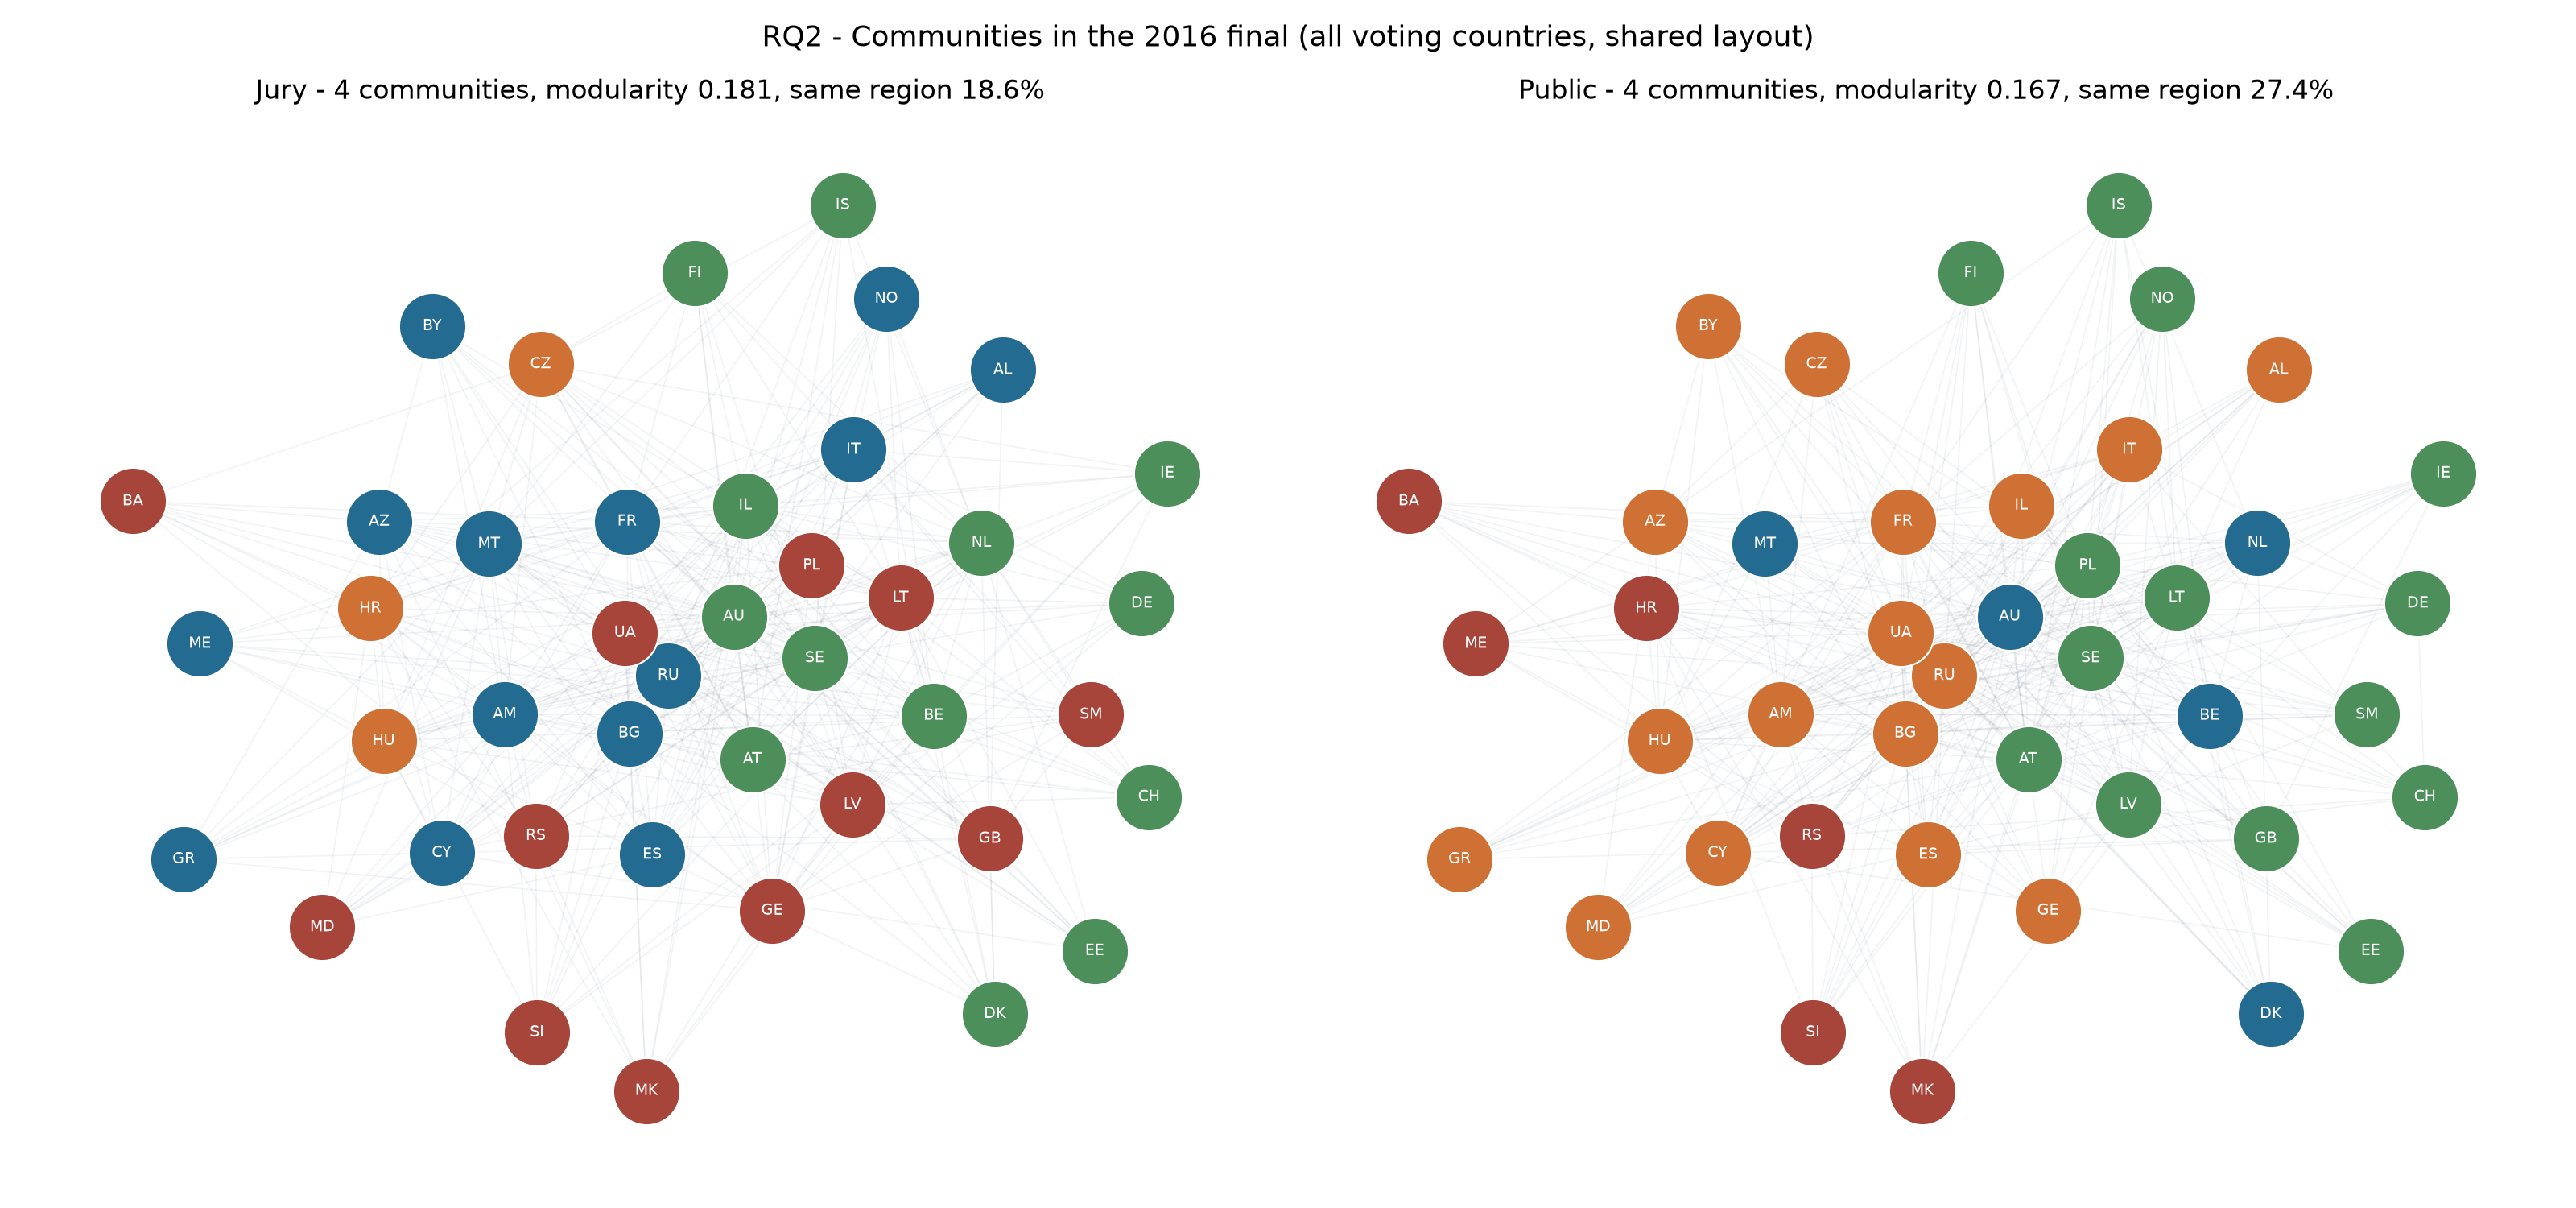 RQ2 - Communities in the 2016 final (all voting countries, shared layout)
Jury - 4 communities, modularity 0.181, same region 18.6%
IS
FI
NO
BY
CZ
AL
IT
IE
BA
AZ
MT
FR
IL
NL
PL
LT
DE
HR
AU
ME
UA
SE
RU
AM
BG
BE
SM
HU
AT
CH
LV
GB
RS
CY
ES
GR
GE
MD
EE
DK
SI
MK
Public - 4 communities, modularity 0.167, same region 27.4%
IS
FI
NO
BY
CZ
AL
IT
IE
BA
AZ
MT
FR
IL
NL
PL
LT
DE
HR
AU
ME
UA
SE
RU
AM
BG
BE
SM
HU
AT
CH
LV
GB
RS
CY
ES
GR
GE
MD
EE
DK
SI
MK